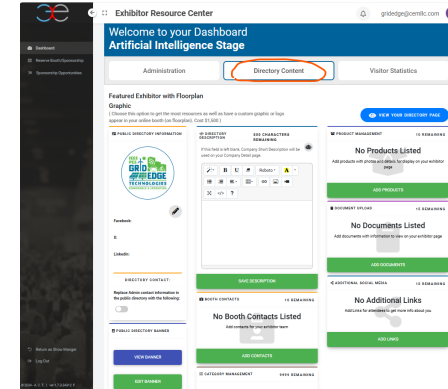 Exhibitor Resource Center
gridedge@cemllc.com
Welcome to your Dashboard
Artificial Intelligence Stage
Dashboard
Reserve Booth/Sponsorship
Sponsorship Opportunities
Administration
Directory Content
Visitor Statistics
Featured Exhibitor with Floorplan
Graphic
( Choose this option to get the most resources as well as have a custom graphic or logo
appear in your online booth (on floorplan). Cost $1,500 )
VIEW YOUR DIRECTORY PAGE
PUBLIC DIRECTORY INFORMATION
GRID EDGE
TECHNOLOGIES
Facebook:
X:
LinkedIn:
DIRECTORY CONTACT:
Replace Admin contact information in
the public directory with the following:
PUBLIC DIRECTORY BANNER
VIEW BANNER
EDIT BANNER
DIRECTORY DESCRIPTION
800 CHARACTERS REMAINING
If this field is left blank, Company Short Description will be
used on your Company Detail page.
B U
Roboto
A
?
SAVE DESCRIPTION
BOOTH CONTACTS
10 REMAINING
No Booth Contacts Listed
Add contacts for your exhibitor team
ADD CONTACTS
CATEGORY MANAGEMENT
9999 REMAINING
PRODUCT MANAGEMENT
10 REMAINING
No Products Listed
Add products with photos and details for display on your exhibitor
page
ADD PRODUCTS
DOCUMENT UPLOAD
10 REMAINING
No Documents Listed
Add documents with information to view on your exhibitor page
ADD DOCUMENTS
ADDITIONAL SOCIAL MEDIA
10 REMAINING
No Additional Links
Add Links for attendees to get more info about you
ADD LINKS
Return as Show Manager
Log Out